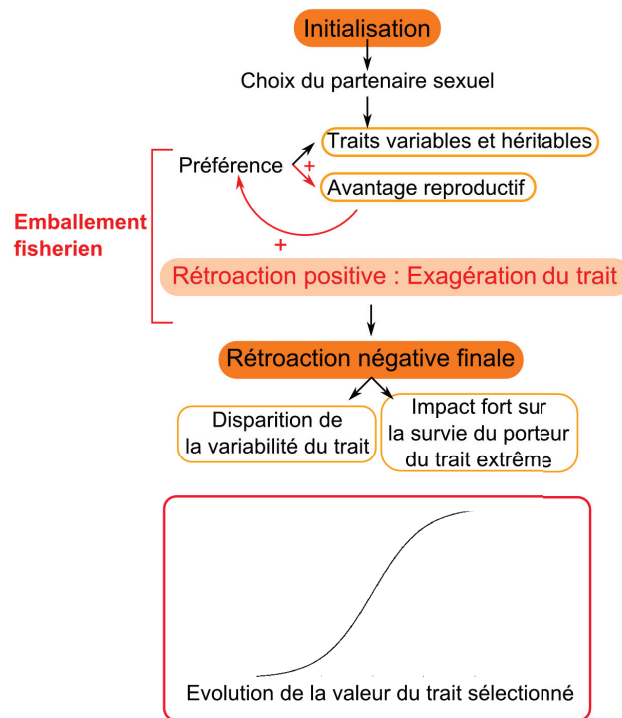 Initialisation
Choix du partenaire sexuel
Traits variables et héritables
Préférence
+
Avantage reproductif
+
Emballement
fisherien
Rétroaction positive : Exagération du trait
Rétroaction négative finale
Disparition de
la variabilité du trait
Impact fort sur
la survie du porteur
du trait extrême
Evolution de la valeur du trait sélectionné